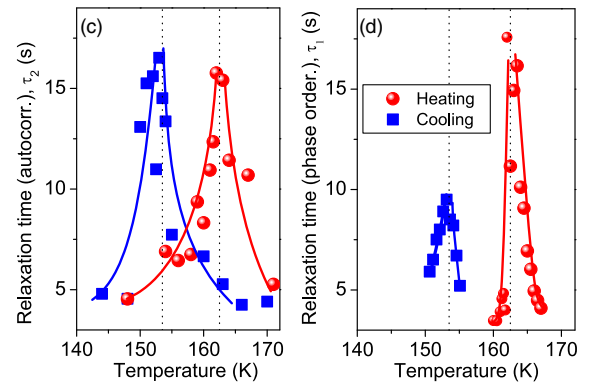 (c)
Relaxation time (autocorr.), τ₂ (s)
15
10
5
140 150 160 170
Temperature (K)
(d)
Relaxation time (phase order.), τ₁ (s)
Heating
Cooling
15
10
5
140 150 160 170
Temperature (K)